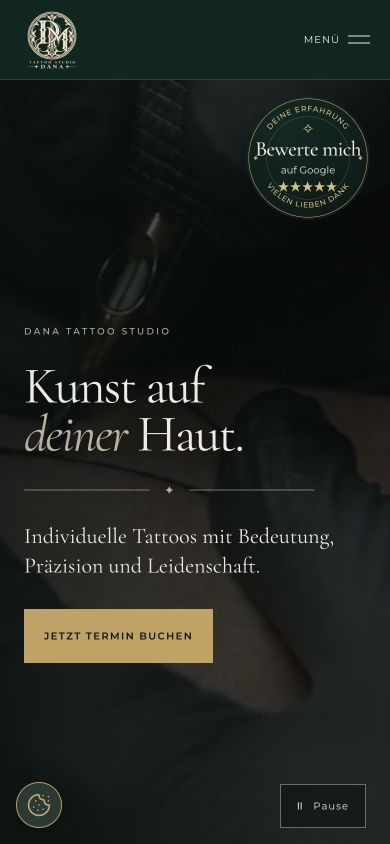 TATTOO STUDIO
DANA
MENÜ
DEINE ERFAHRUNG
Bewerte mich
auf Google
VIELEN LIEBEN DANK
DANA TATTOO STUDIO
Kunst auf
deiner Haut.
Individuelle Tattoos mit Bedeutung,
Präzision und Leidenschaft.
JETZT TERMIN BUCHEN
Pause